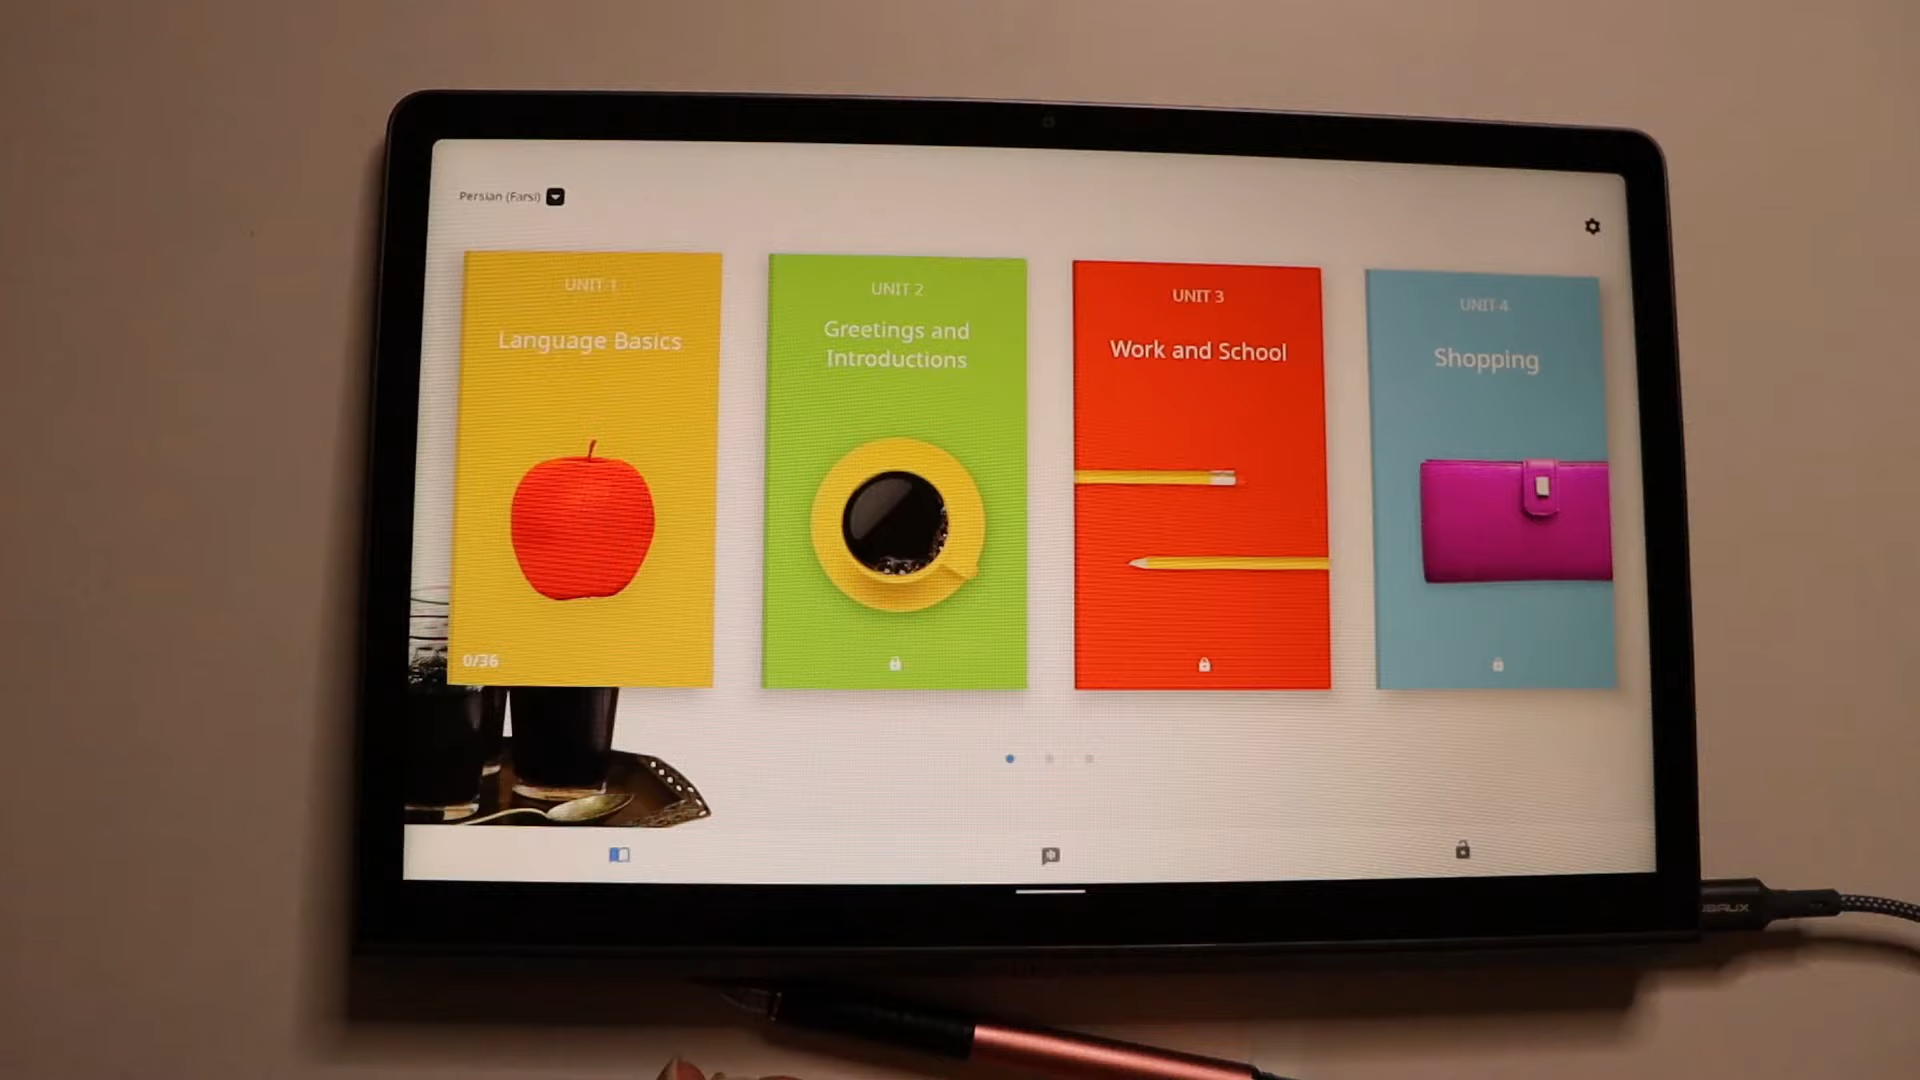 Persian (Farsi)
UNIT 1
Language Basics
0/36
UNIT 2
Greetings and
Introductions
UNIT 3
Work and School
UNIT 4
Shopping